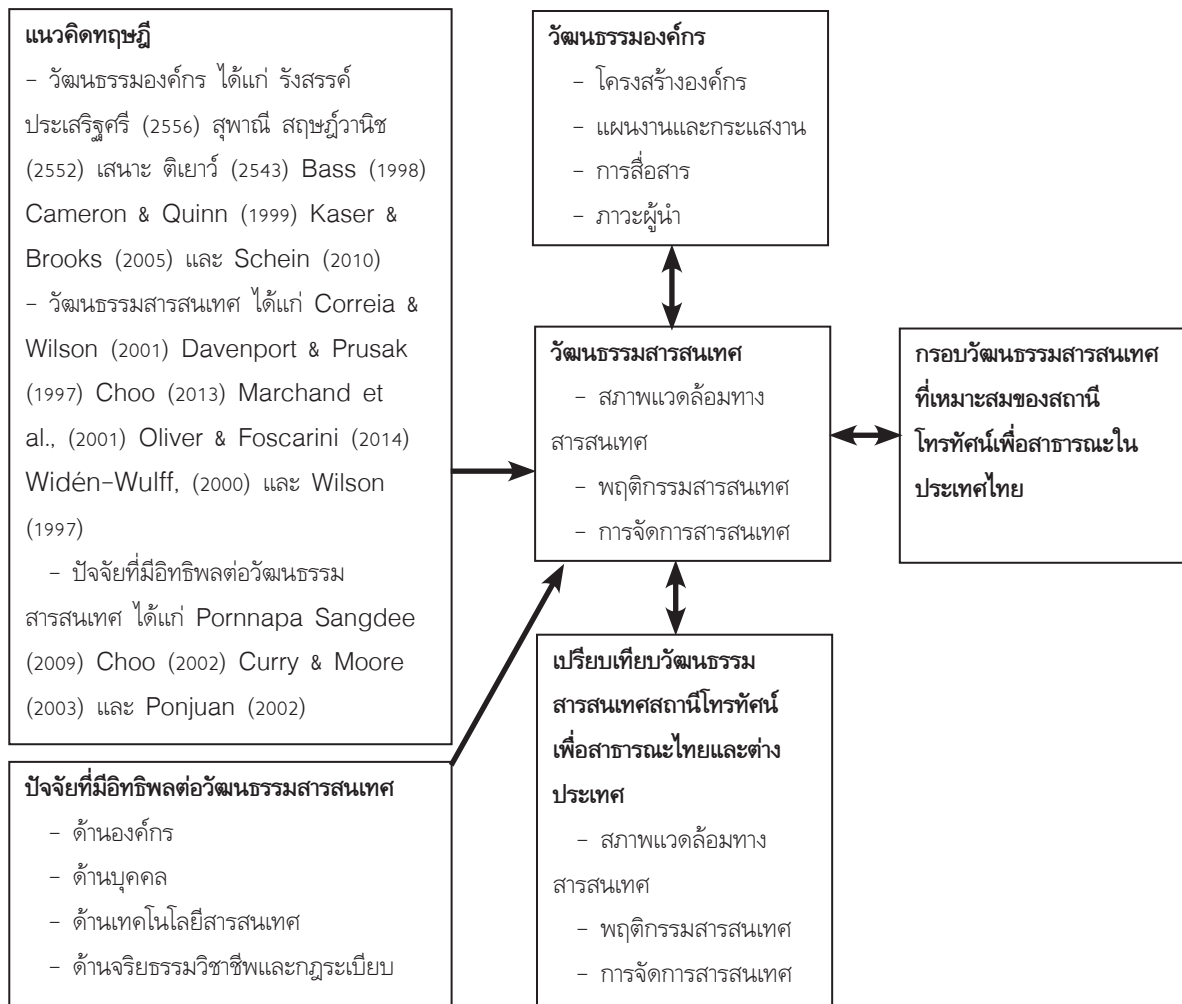 แนวคิดทฤษฎี
- วัฒนธรรมองค์กร ได้แก่ รังสรรค์
ประเสริฐศรี (2556) สุพาณี สฤษฎ์วานิช
(2552) เสนาะ ติเยาว์ (2543) Bass (1998)
Cameron & Quinn (1999) Kaser &
Brooks (2005) และ Schein (2010)
- วัฒนธรรมสารสนเทศ ได้แก่ Correia &
Wilson (2001) Davenport & Prusak
(1997) Choo (2013) Marchand et
al., (2001) Oliver & Foscarini (2014)
Widén-Wulff, (2000) และ Wilson
(1997)
- ปัจจัยที่มีอิทธิพลต่อวัฒนธรรม
สารสนเทศ ได้แก่ Pornnapa Sangdee
(2009) Choo (2002) Curry & Moore
(2003) และ Ponjuan (2002)
ปัจจัยที่มีอิทธิพลต่อวัฒนธรรมสารสนเทศ
- ด้านองค์กร
- ด้านบุคคล
- ด้านเทคโนโลยีสารสนเทศ
- ด้านจริยธรรมวิชาชีพและกฎระเบียบ
วัฒนธรรมองค์กร
- โครงสร้างองค์กร
- แผนงานและกระแสงาน
- การสื่อสาร
- ภาวะผู้นำ
วัฒนธรรมสารสนเทศ
- สภาพแวดล้อมทาง
สารสนเทศ
- พฤติกรรมสารสนเทศ
- การจัดการสารสนเทศ
เปรียบเทียบวัฒนธรรม
สารสนเทศสถานีโทรทัศน์
เพื่อสาธารณะไทยและต่าง
ประเทศ
- สภาพแวดล้อมทาง
สารสนเทศ
- พฤติกรรมสารสนเทศ
- การจัดการสารสนเทศ
กรอบวัฒนธรรมสารสนเทศ
ที่เหมาะสมของสถานี
โทรทัศน์เพื่อสาธารณะใน
ประเทศไทย